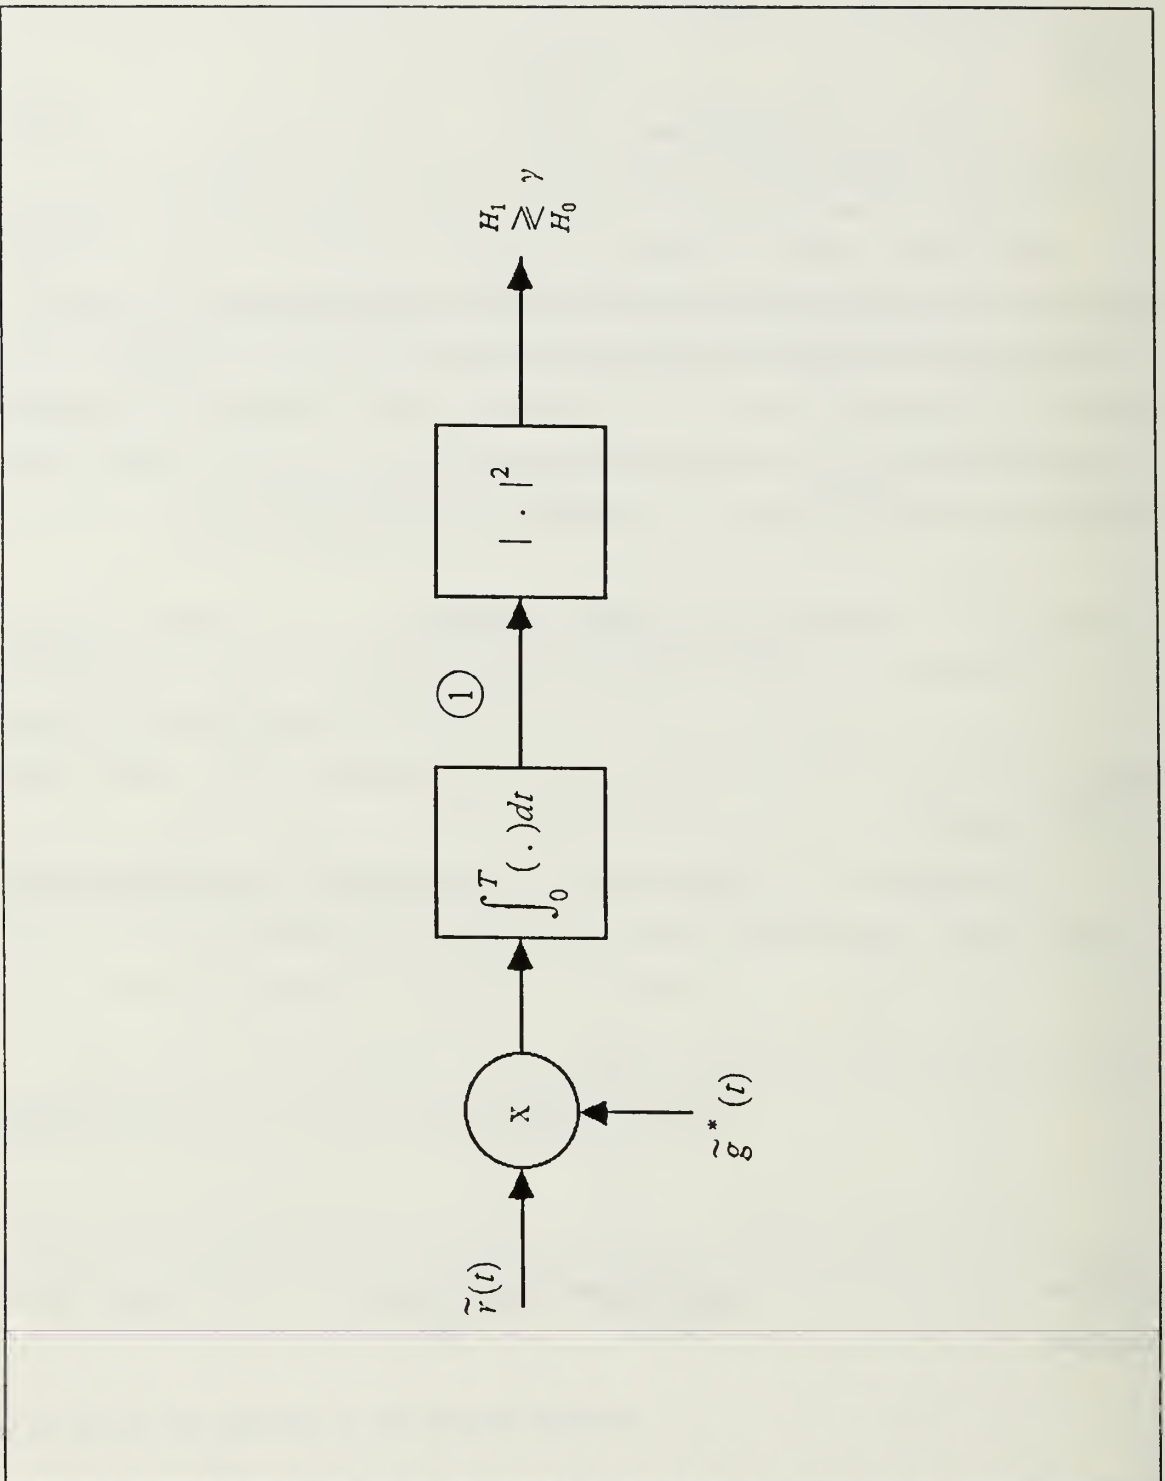 r̃(t)
x
g̃*(t)
∫₀ᵀ(.)dt
①
|.|²
H₁
≷ γ
H₀